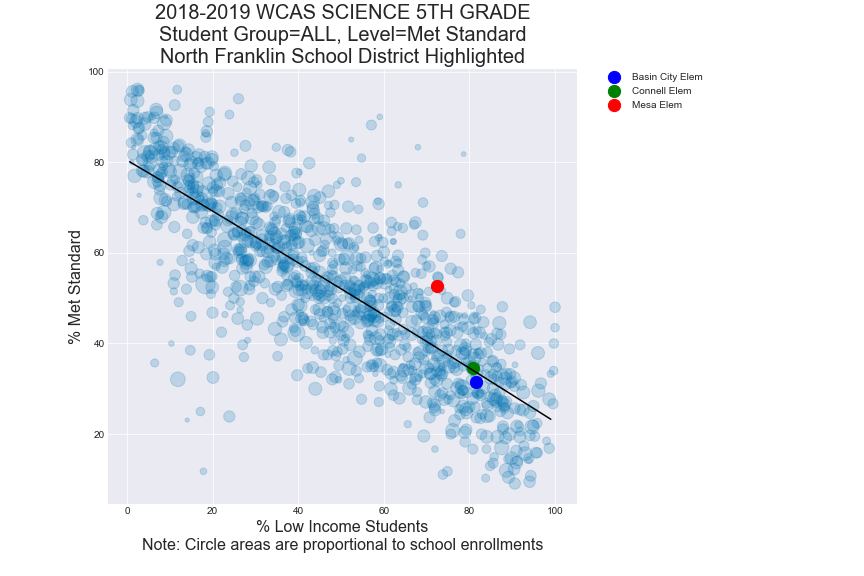 2018-2019 WCAS SCIENCE 5TH GRADE
Student Group=ALL, Level=Met Standard
North Franklin School District Highlighted
Basin City Elem
Connell Elem
Mesa Elem
% Met Standard
100
80
60
40
20
0 20 40 60 80 100
% Low Income Students
Note: Circle areas are proportional to school enrollments